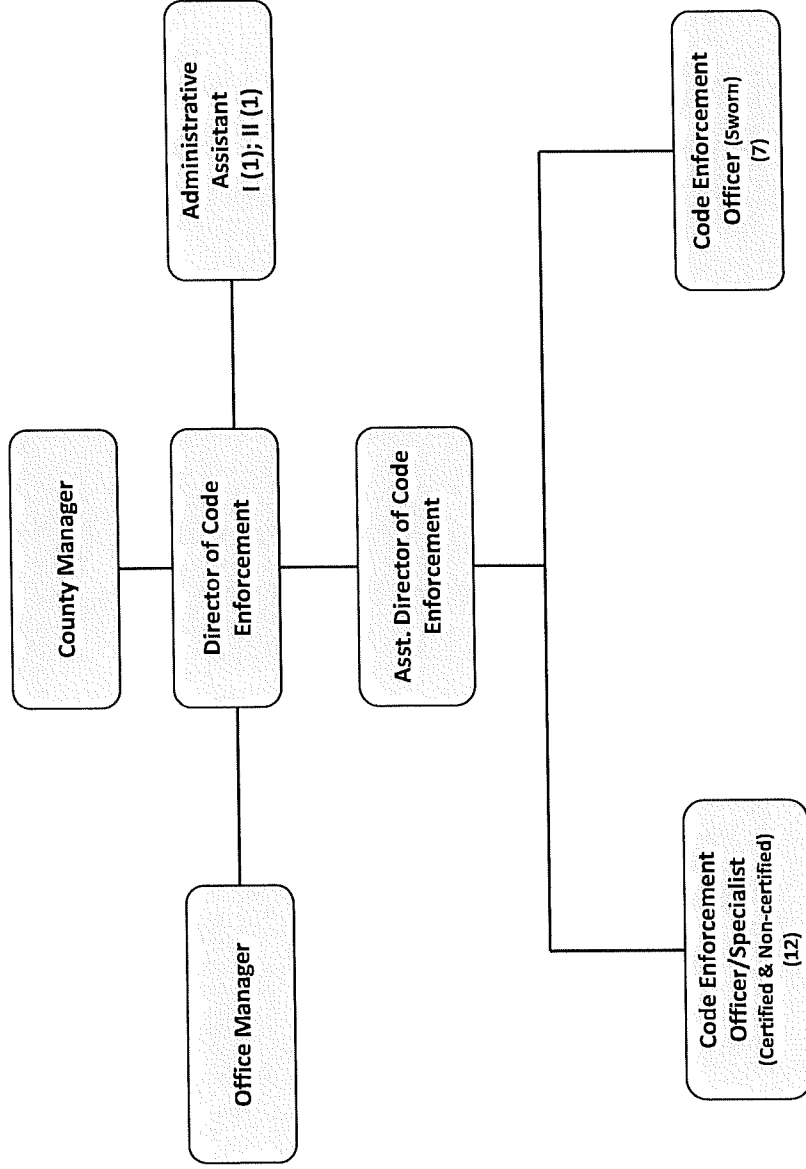 County Manager
Office Manager
Director of Code
Enforcement
Administrative
Assistant
I (1); II (1)
Asst. Director of Code
Enforcement
Code Enforcement
Officer/Specialist
(Certified & Non-certified)
(12)
Code Enforcement
Officer (Sworn)
(7)